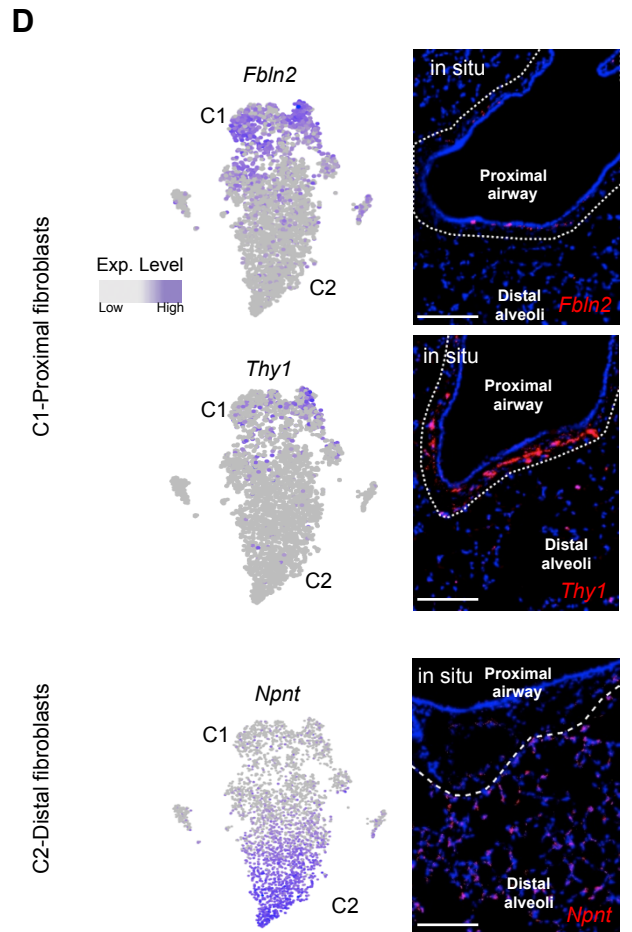 D
C1-Proximal fibroblasts
Fbln2
C1
Exp. Level
Low High
C2
in situ
Proximal
airway
Distal
alveoli
Fbln2
Thy1
C1
C2
in situ
Proximal
airway
Distal
alveoli
Thy1
C2-Distal fibroblasts
Npnt
C1
C2
in situ
Proximal
airway
Distal
alveoli
Npnt